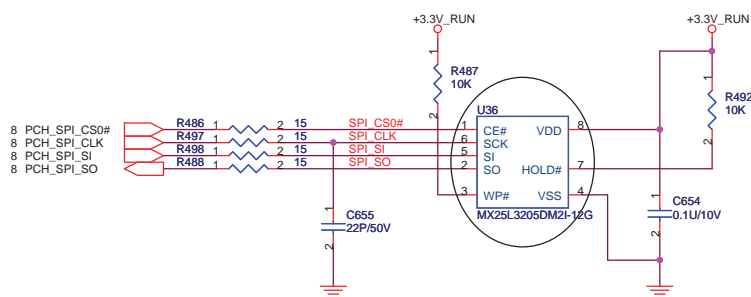 +3.3V_RUN
+3.3V_RUN
1
R487
10K
2
1
R492
10K
2
U36
8 PCH_SPI_CS0# R486 1 2 15 SPI_CS0# 1 CE# VDD 8
8 PCH_SPI_CLK R497 1 2 15 SPI_CLK 6 SCK
8 PCH_SPI_SI R498 1 2 15 SPI_SI 5 SI HOLD# 7
8 PCH_SPI_SO R488 1 2 15 SPI_SO 2 SO
3 WP# VSS 4
MX25L3205DM2I-12G
1
C655
22P/50V
2
1
C654
0.1U/10V
2